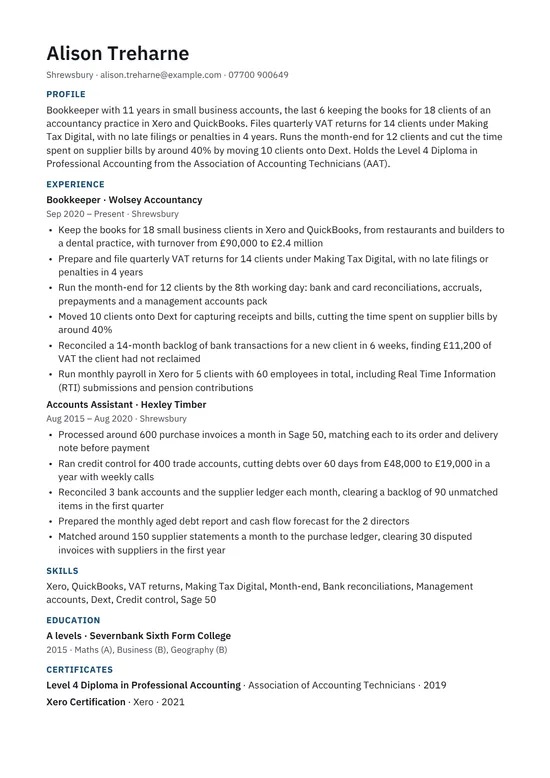 Alison Treharne
Shrewsbury · alison.treharne@example.com · 07700 900649
PROFILE
Bookkeeper with 11 years in small business accounts, the last 6 keeping the books for 18 clients of an
accountancy practice in Xero and QuickBooks. Files quarterly VAT returns for 14 clients under Making
Tax Digital, with no late filings or penalties in 4 years. Runs the month-end for 12 clients and cut the time
spent on supplier bills by around 40% by moving 10 clients onto Dext. Holds the Level 4 Diploma in
Professional Accounting from the Association of Accounting Technicians (AAT).
EXPERIENCE
Bookkeeper · Wolsey Accountancy
Sep 2020 – Present · Shrewsbury
• Keep the books for 18 small business clients in Xero and QuickBooks, from restaurants and builders to
a dental practice, with turnover from £90,000 to £2.4 million
• Prepare and file quarterly VAT returns for 14 clients under Making Tax Digital, with no late filings or
penalties in 4 years
• Run the month-end for 12 clients by the 8th working day: bank and card reconciliations, accruals,
prepayments and a management accounts pack
• Moved 10 clients onto Dext for capturing receipts and bills, cutting the time spent on supplier bills by
around 40%
• Reconciled a 14-month backlog of bank transactions for a new client in 6 weeks, finding £11,200 of
VAT the client had not reclaimed
• Run monthly payroll in Xero for 5 clients with 60 employees in total, including Real Time Information
(RTI) submissions and pension contributions
Accounts Assistant · Hexley Timber
Aug 2015 – Aug 2020 · Shrewsbury
• Processed around 600 purchase invoices a month in Sage 50, matching each to its order and delivery
note before payment
• Ran credit control for 400 trade accounts, cutting debts over 60 days from £48,000 to £19,000 in a
year with weekly calls
• Reconciled 3 bank accounts and the supplier ledger each month, clearing a backlog of 90 unmatched
items in the first quarter
• Prepared the monthly aged debt report and cash flow forecast for the 2 directors
• Matched around 150 supplier statements a month to the purchase ledger, clearing 30 disputed
invoices with suppliers in the first year
SKILLS
Xero, QuickBooks, VAT returns, Making Tax Digital, Month-end, Bank reconciliations, Management
accounts, Dext, Credit control, Sage 50
EDUCATION
A levels · Severnbank Sixth Form College
2015 · Maths (A), Business (B), Geography (B)
CERTIFICATES
Level 4 Diploma in Professional Accounting · Association of Accounting Technicians · 2019
Xero Certification · Xero · 2021